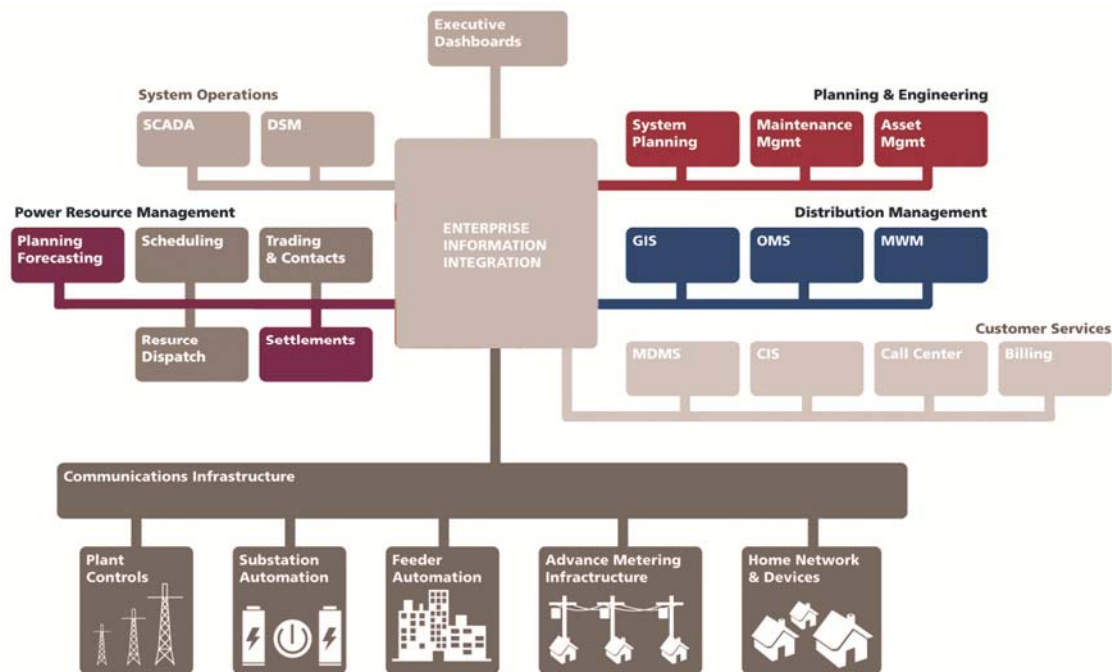 Executive
Dashboards
System Operations
SCADA
DSM
Planning & Engineering
System
Planning
Maintenance
Mgmt
Asset
Mgmt
ENTERPRISE
INFORMATION
INTEGRATION
Power Resource Management
Planning
Forecasting
Scheduling
Trading
& Contacts
Resurce
Dispatch
Settlements
Distribution Management
GIS
OMS
MWM
Customer Services
MDMS
CIS
Call Center
Billing
Communications Infrastructure
Plant
Controls
Substation
Automation
Feeder
Automation
Advance Metering
Infractructure
Home Network
& Devices